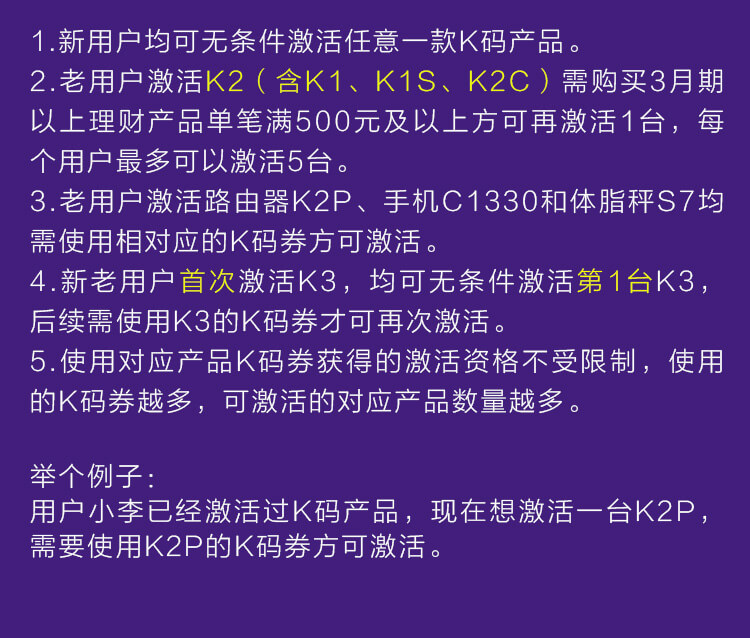 1.新用户均可无条件激活任意一款K码产品。
2.老用户激活K2（含K1、K1S、K2C）需购买3月期
以上理财产品单笔满500元及以上方可再激活1台，每
个用户最多可以激活5台。
3.老用户激活路由器K2P、手机C1330和体脂秤S7均
需使用相对应的K码券方可激活。
4.新老用户首次激活K3，均可无条件激活第1台K3，
后续需使用K3的K码券才可再次激活。
5.使用对应产品K码券获得的激活资格不受限制，使用
的K码券越多，可激活的对应产品数量越多。
举个例子：
用户小李已经激活过K码产品，现在想激活一台K2P，
需要使用K2P的K码券方可激活。